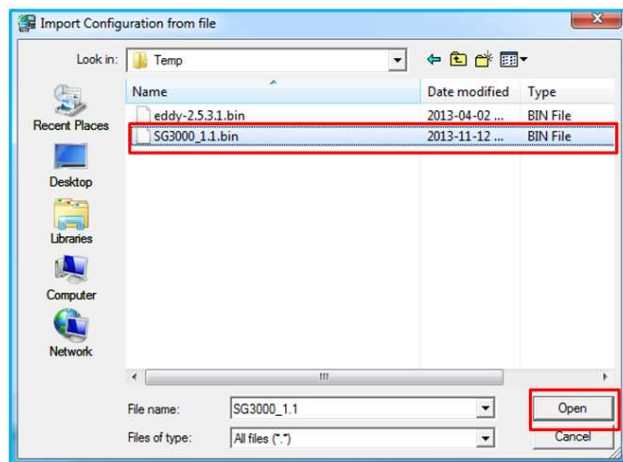 Import Configuration from file
Look in: Temp
Name Date modified Type
eddy-2.5.3.1.bin 2013-04-02 ... BIN File
SG3000_1.1.bin 2013-11-12 ... BIN File
Recent Places
Desktop
Libraries
Computer
Network
File name: SG3000_1.1 Open
Files of type: All files (*.*) Cancel